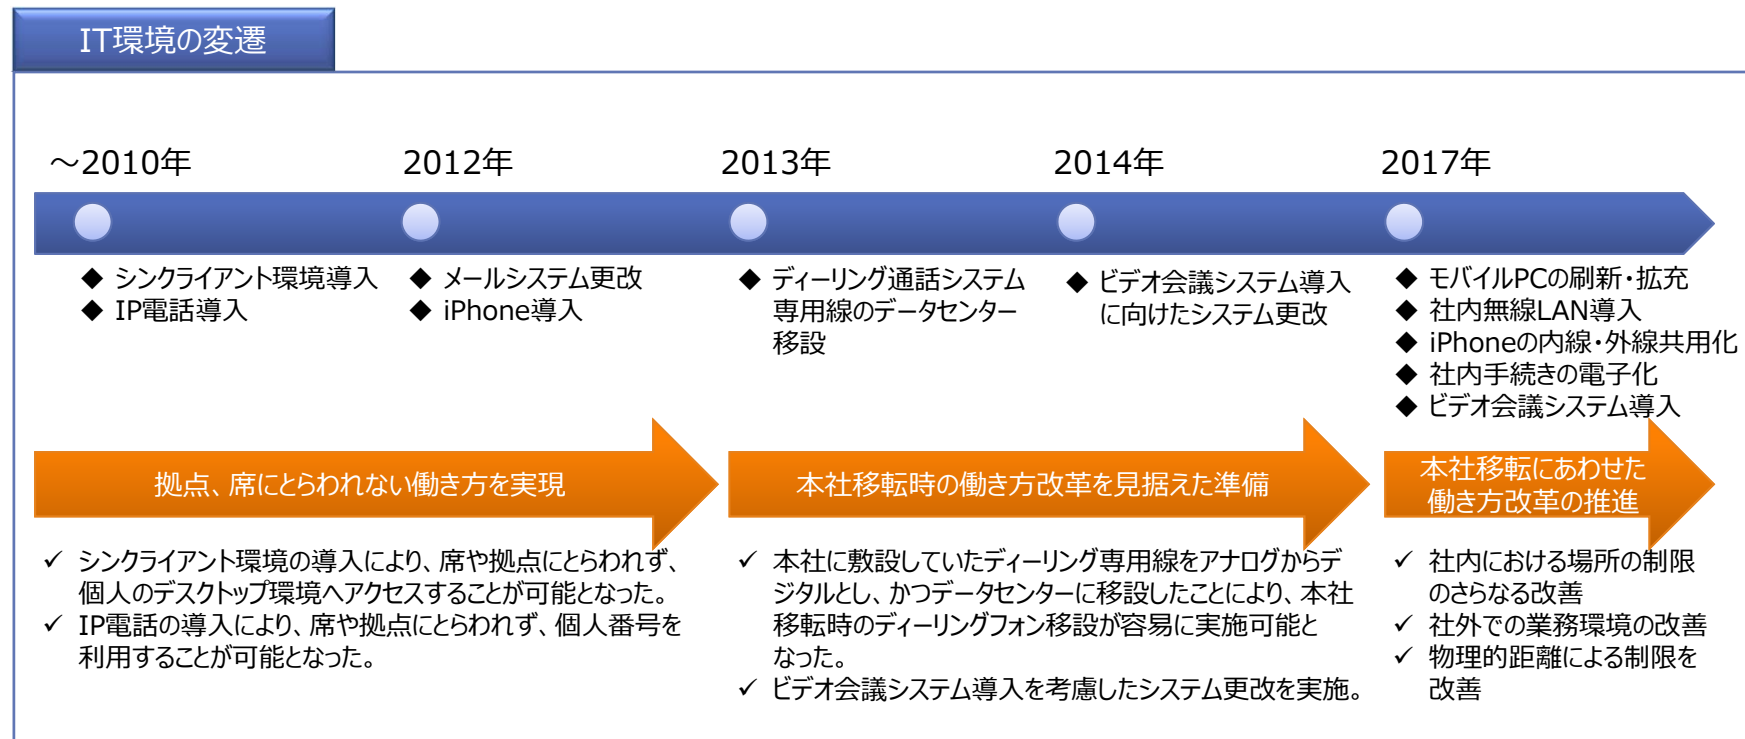 IT環境の変遷
～2010年
2012年
2013年
2014年
2017年
◆ シンクライアント環境導入
◆ IP電話導入
◆ メールシステム更改
◆ iPhone導入
◆ ディーリング通話システム
専用線のデータセンター
移設
◆ ビデオ会議システム導入
に向けたシステム更改
◆ モバイルPCの刷新・拡充
◆ 社内無線LAN導入
◆ iPhoneの内線・外線共用化
◆ 社内手続きの電子化
◆ ビデオ会議システム導入
拠点、席にとらわれない働き方を実現
本社移転時の働き方改革を見据えた準備
本社移転にあわせた
働き方改革の推進
✓ シンクライアント環境の導入により、席や拠点にとらわれず、
個人のデスクトップ環境へアクセスすることが可能となった。
✓ IP電話の導入により、席や拠点にとらわれず、個人番号を
利用することが可能となった。
✓ 本社に敷設していたディーリング専用線をアナログからデ
ジタルとし、かつデータセンターに移設したことにより、本社
移転時のディーリングフォン移設が容易に実施可能と
なった。
✓ ビデオ会議システム導入を考慮したシステム更改を実施。
✓ 社内における場所の制限
のさらなる改善
✓ 社外での業務環境の改善
✓ 物理的距離による制限を
改善